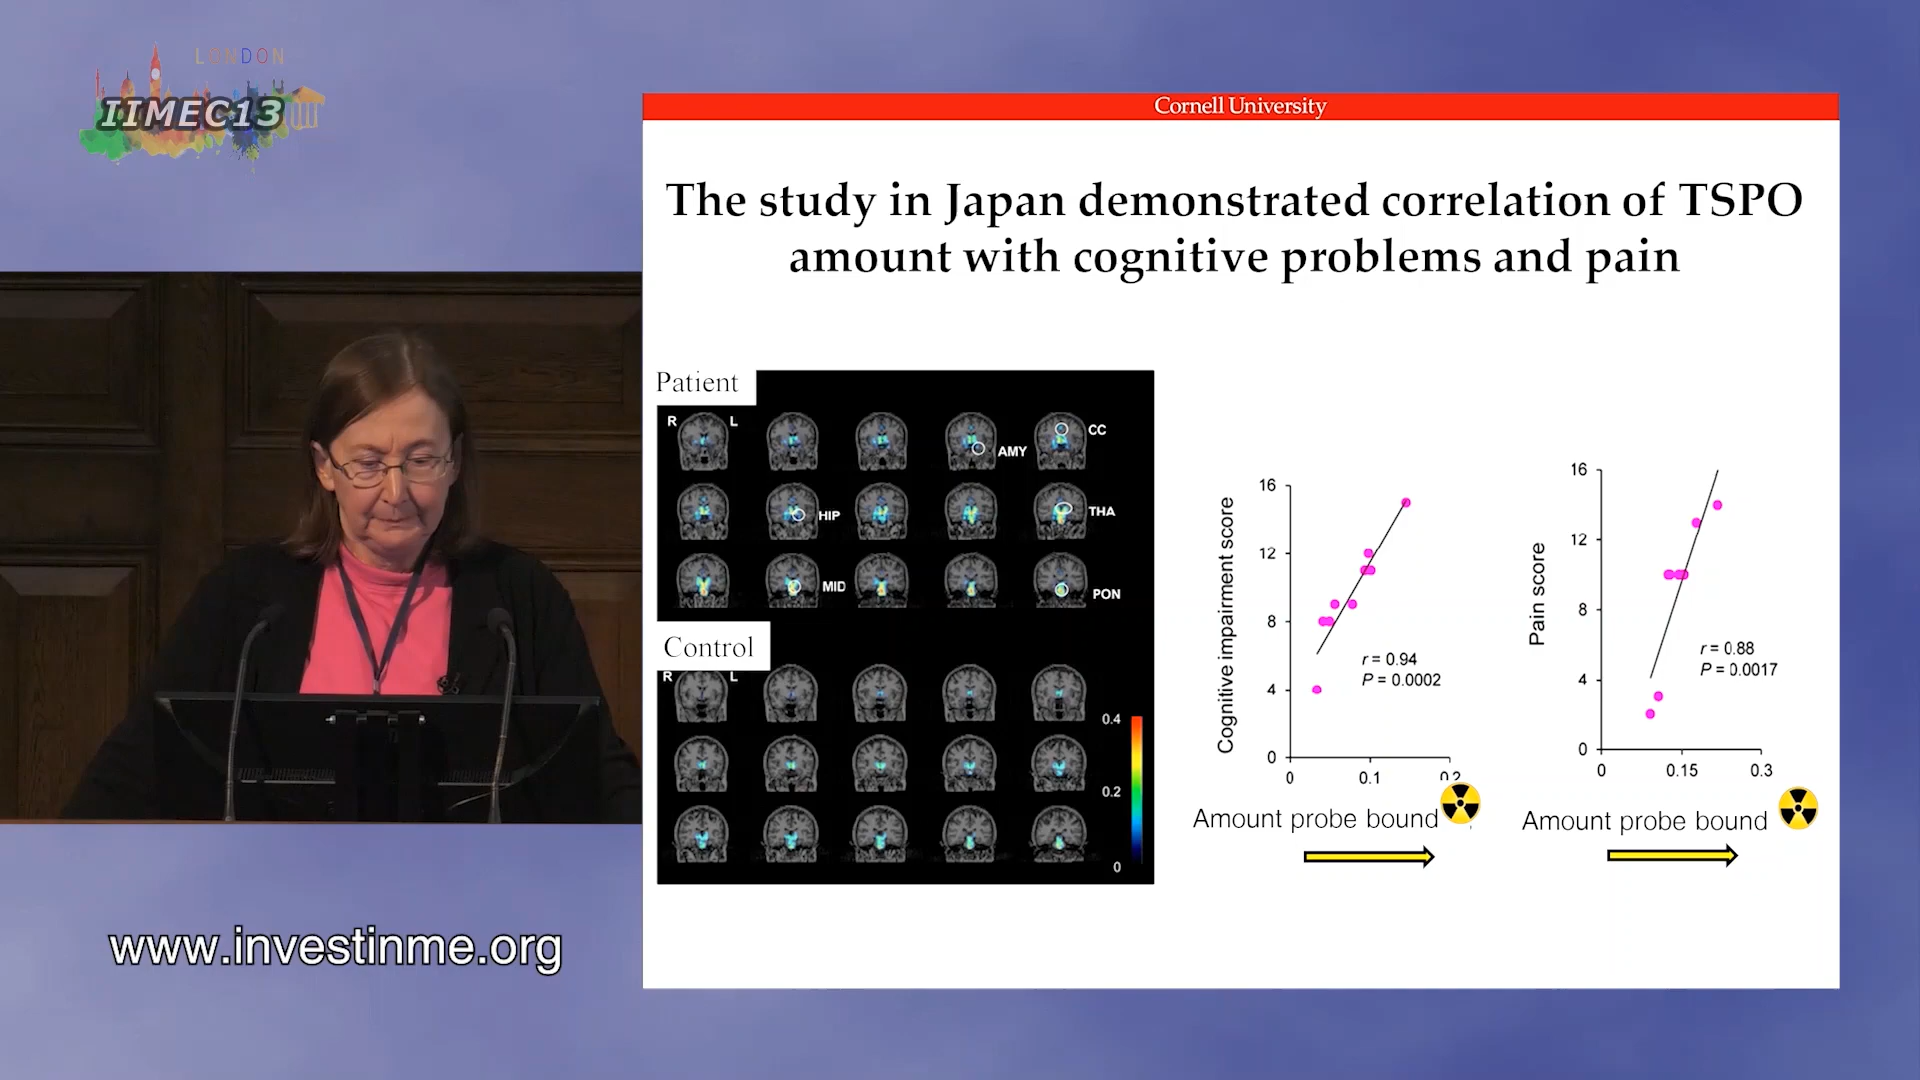 LONDON
IIMEC13
Cornell University
The study in Japan demonstrated correlation of TSPO
amount with cognitive problems and pain
Patient
R
L
AMY
CC
HIP
THA
MID
PON
Control
R
L
0.4
0.2
0
Cognitive impairment score
16
12
8
4
0
0
0.1
0.2
r = 0.94
P = 0.0002
Amount probe bound
Pain score
16
12
8
4
0
0
0.15
0.3
r = 0.88
P = 0.0017
Amount probe bound
www.investinme.org